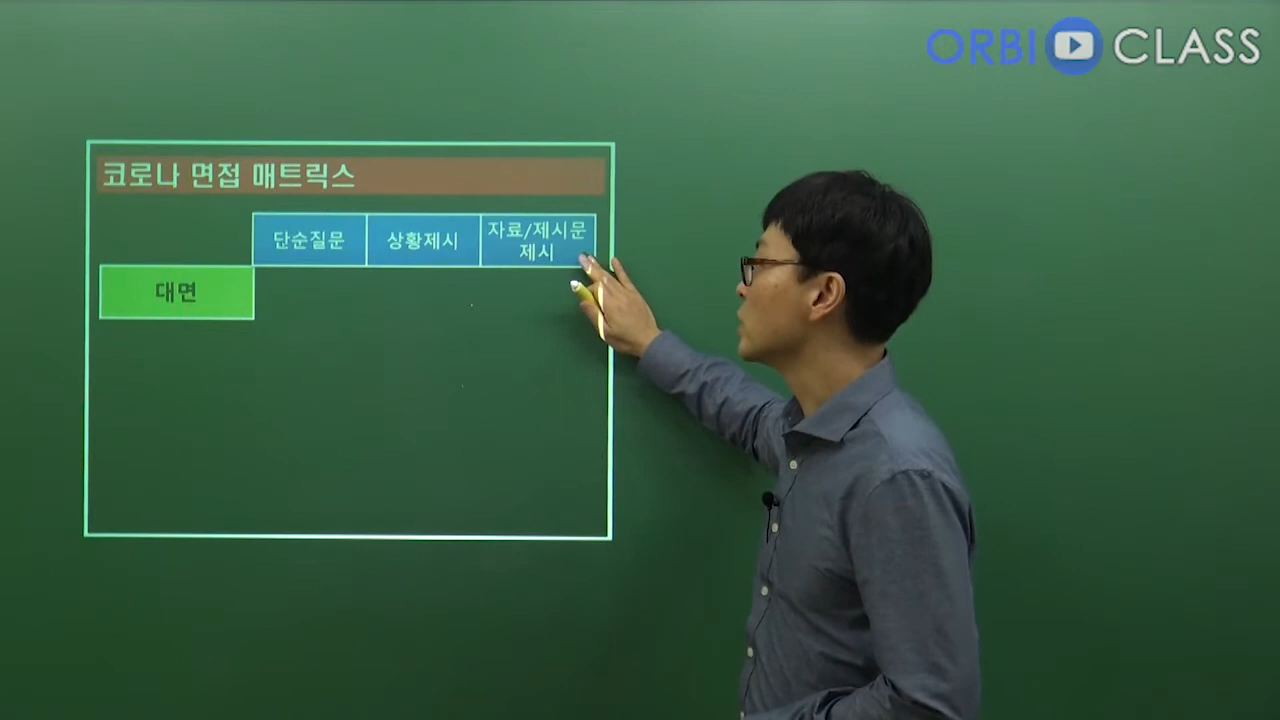 ORBI CLASS
코로나 면접 매트릭스
단순질문
상황제시
자료/제시문
제시
대면